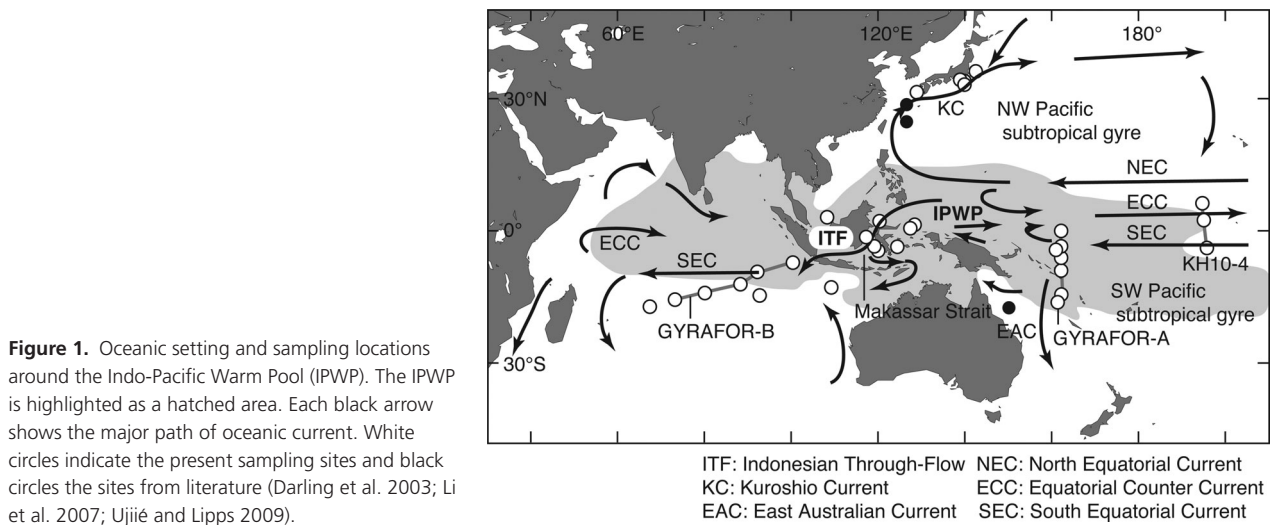 Figure 1. Oceanic setting and sampling locations
around the Indo-Pacific Warm Pool (IPWP). The IPWP
is highlighted as a hatched area. Each black arrow
shows the major path of oceanic current. White
circles indicate the present sampling sites and black
circles the sites from literature (Darling et al. 2003; Li
et al. 2007; Ujiié and Lipps 2009).
60°E
120°E
180°
30°N
KC
NW Pacific
subtropical gyre
NEC
ECC
IPWP
0°
ITF
ECC
SEC
SEC
KH10-4
SW Pacific
subtropical gyre
Makassar Strait
GYRAFOR-B
EAC
GYRAFOR-A
30°S
ITF: Indonesian Through-Flow
NEC: North Equatorial Current
KC: Kuroshio Current
ECC: Equatorial Counter Current
EAC: East Australian Current
SEC: South Equatorial Current